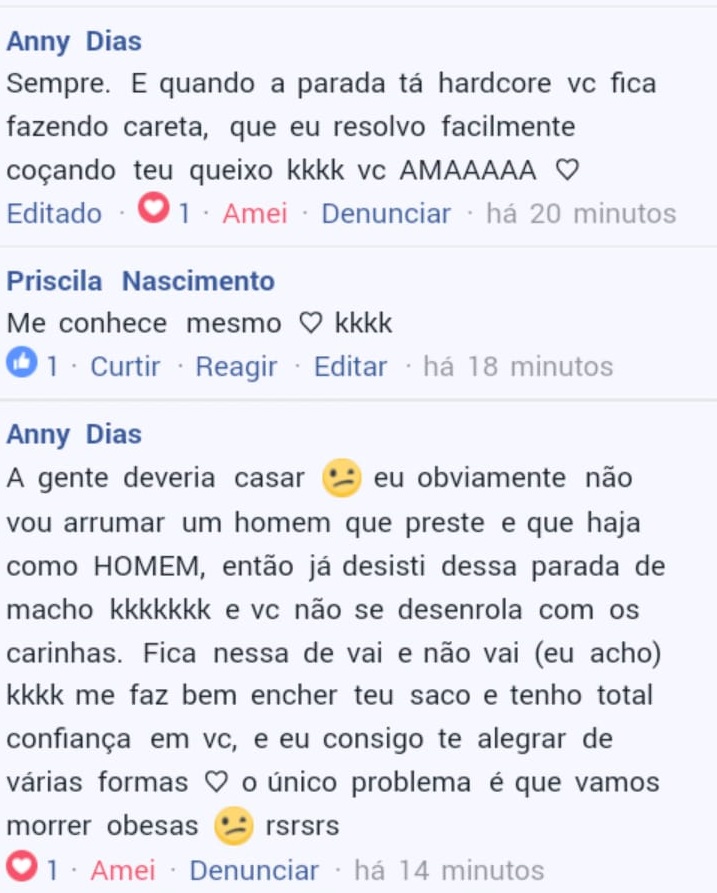 Anny Dias
Sempre. E quando a parada tá hardcore vc fica
fazendo careta, que eu resolvo facilmente
coçando teu queixo kkkk vc AMAAAAA ♡
Editado · 1 · Amei · Denunciar · há 20 minutos
Priscila Nascimento
Me conhece mesmo ♡ kkkk
1 · Curtir · Reagir · Editar · há 18 minutos
Anny Dias
A gente deveria casar 😕 eu obviamente não
vou arrumar um homem que preste e que haja
como HOMEM, então já desisti dessa parada de
macho kkkkkkk e vc não se desenrola com os
carinhas. Fica nessa de vai e não vai (eu acho)
kkkk me faz bem encher teu saco e tenho total
confiança em vc, e eu consigo te alegrar de
várias formas ♡ o único problema é que vamos
morrer obesas 😕 rsrsrs
1 · Amei · Denunciar · há 14 minutos